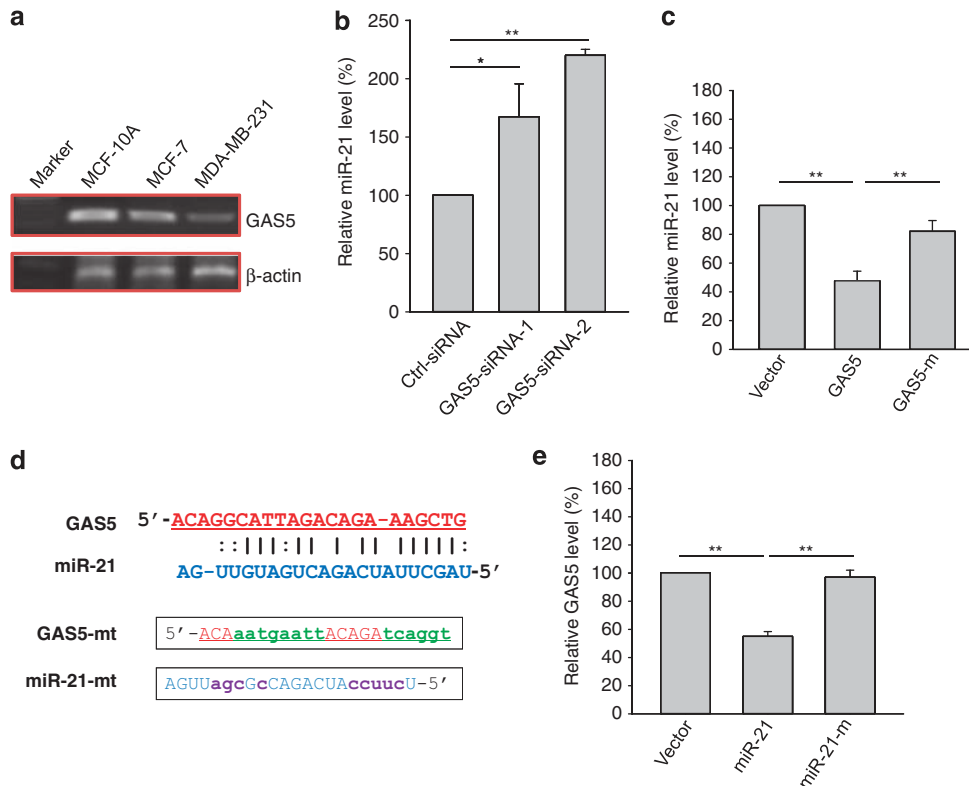 a
Marker
MCF-10A
MCF-7
MDA-MB-231
GAS5
β-actin
b
Relative miR-21 level (%)
250
200
150
100
50
0
**
*
Ctrl-siRNA
GAS5-siRNA-1
GAS5-siRNA-2
c
Relative miR-21 level (%)
180
160
140
120
100
80
60
40
20
0
** **
Vector
GAS5
GAS5-m
d
GAS5 5'-ACAGGCATTAGACAGA-AAGCTG
miR-21 AG-UUGUAGUCAGACUAUUCGAU-5'
GAS5-mt 5'-ACAaatgaattACAGAtcaggt
miR-21-mt AGUUagcGcCAGACUAccuucU-5'
e
Relative GAS5 level (%)
180
160
140
120
100
80
60
40
20
0
** **
Vector
miR-21
miR-21-m